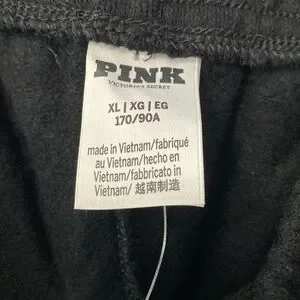 PINK
VICTORIA'S SECRET
XL | XG | EG
170/90A
made in Vietnam/fabriqué
au Vietnam/hecho en
Vietnam/fabbricato in
Vietnam/ 越南制造